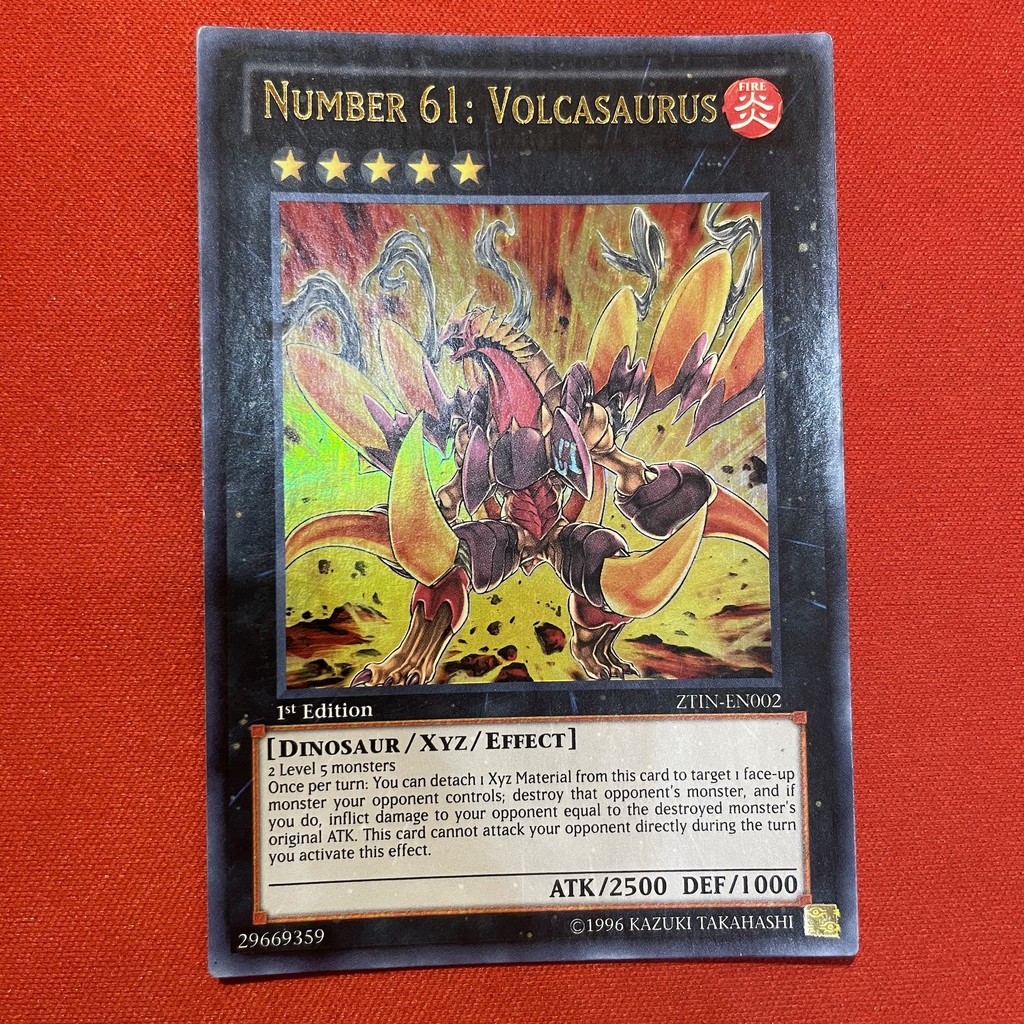 NUMBER 61: VOLCASAURUS
FIRE
炎
61
1st Edition
ZTIN-EN002
[DINOSAUR/XYZ/EFFECT]
2 Level 5 monsters
Once per turn: You can detach 1 Xyz Material from this card to target 1 face-up
monster your opponent controls; destroy that opponent's monster, and if
you do, inflict damage to your opponent equal to the destroyed monster's
original ATK. This card cannot attack your opponent directly during the turn
you activate this effect.
ATK/2500 DEF/1000
29669359
©1996 KAZUKI TAKAHASHI